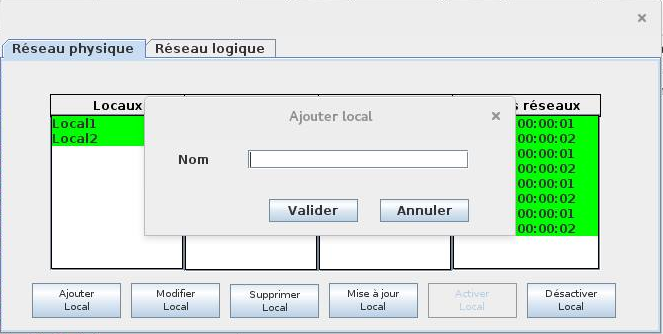 ×
Réseau physique
Réseau logique
Locaux
réseaux
Local1
Local2
00:00:01
00:00:02
00:00:01
00:00:02
00:00:01
00:00:02
00:00:01
00:00:02
Ajouter local ×
Nom
Valider
Annuler
Ajouter
Local
Modifier
Local
Supprimer
Local
Mise à jour
Local
Activer
Local
Désactiver
Local